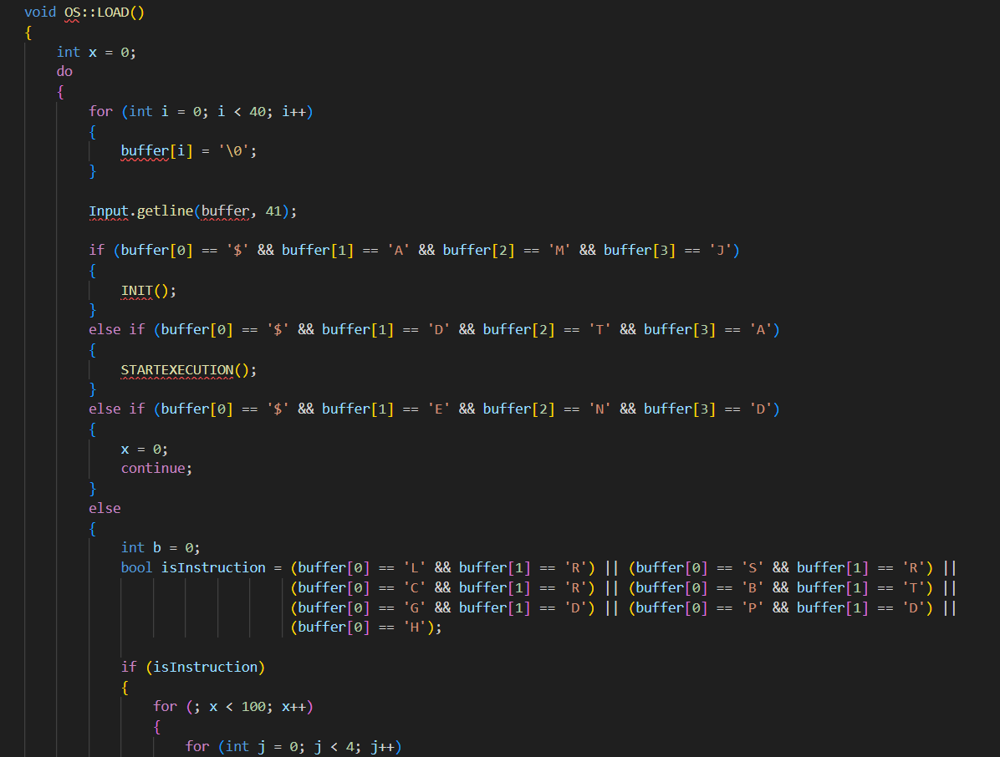 void OS::LOAD()
{
    int x = 0;
    do
    {
        for (int i = 0; i < 40; i++)
        {
            buffer[i] = '\0';
        }

        Input.getline(buffer, 41);

        if (buffer[0] == '$' && buffer[1] == 'A' && buffer[2] == 'M' && buffer[3] == 'J')
        {
            INIT();
        }
        else if (buffer[0] == '$' && buffer[1] == 'D' && buffer[2] == 'T' && buffer[3] == 'A')
        {
            STARTEXECUTION();
        }
        else if (buffer[0] == '$' && buffer[1] == 'E' && buffer[2] == 'N' && buffer[3] == 'D')
        {
            x = 0;
            continue;
        }
        else
        {
            int b = 0;
            bool isInstruction = (buffer[0] == 'L' && buffer[1] == 'R') || (buffer[0] == 'S' && buffer[1] == 'R') ||
                                 (buffer[0] == 'C' && buffer[1] == 'R') || (buffer[0] == 'B' && buffer[1] == 'T') ||
                                 (buffer[0] == 'G' && buffer[1] == 'D') || (buffer[0] == 'P' && buffer[1] == 'D') ||
                                 (buffer[0] == 'H');

            if (isInstruction)
            {
                for (; x < 100; x++)
                {
                    for (int j = 0; j < 4; j++)